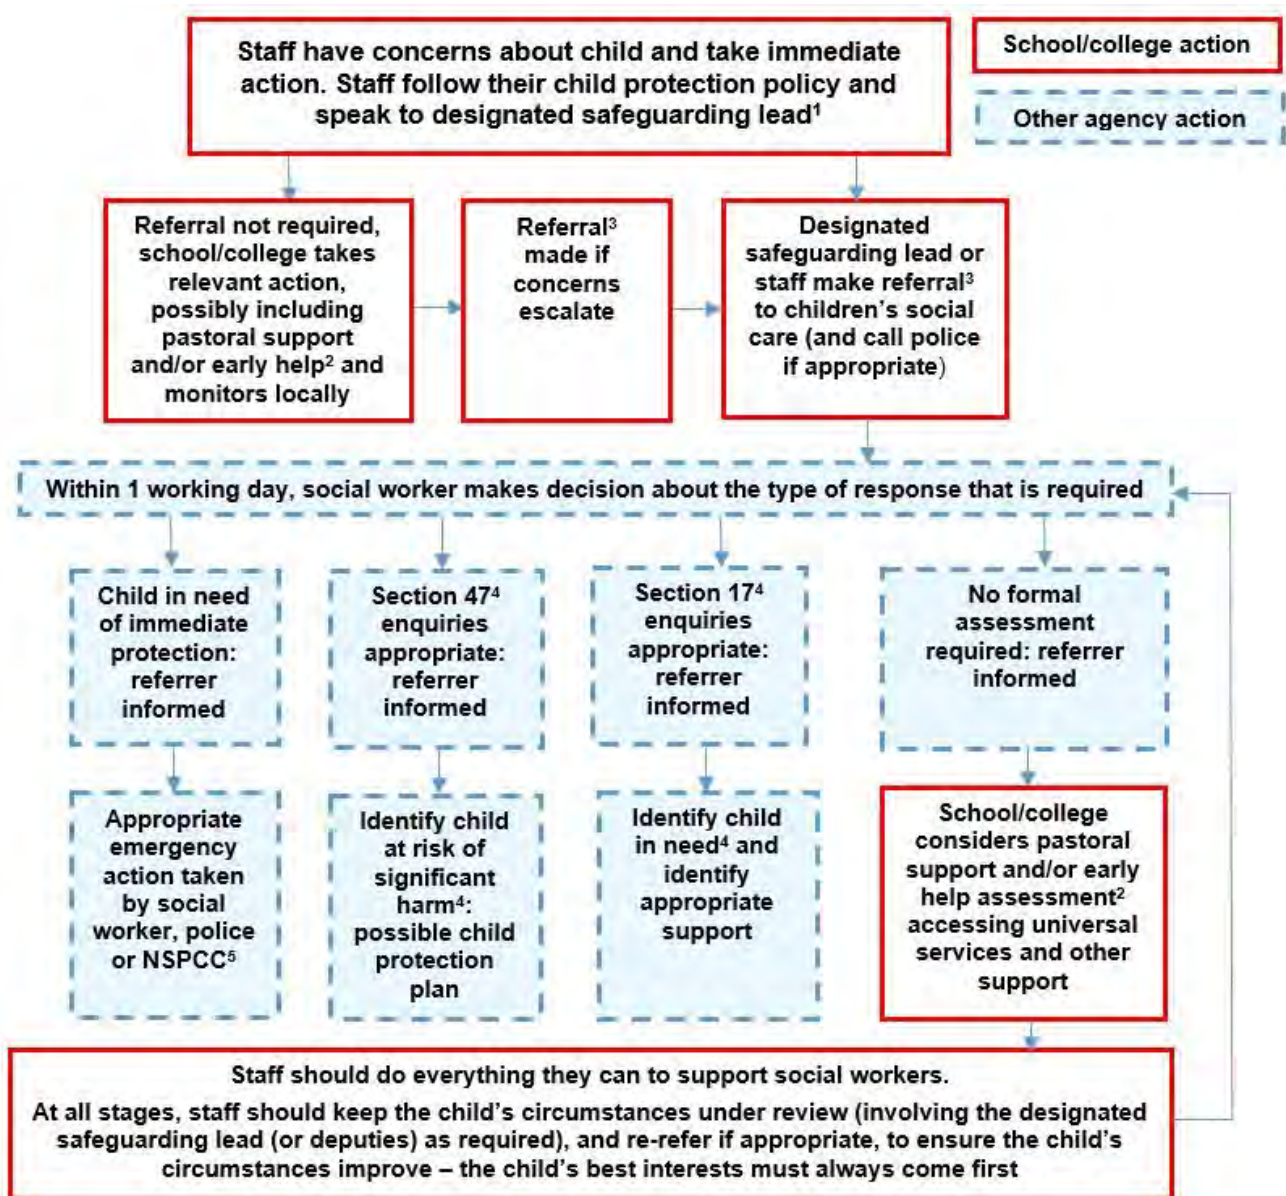 Staff have concerns about child and take immediate
action. Staff follow their child protection policy and
speak to designated safeguarding lead¹
School/college action
Other agency action
Referral not required,
school/college takes
relevant action,
possibly including
pastoral support
and/or early help² and
monitors locally
Referral³
made if
concerns
escalate
Designated
safeguarding lead or
staff make referral³
to children's social
care (and call police
if appropriate)
Within 1 working day, social worker makes decision about the type of response that is required
Child in need
of immediate
protection:
referrer
informed
Section 47⁴
enquiries
appropriate:
referrer
informed
Section 17⁴
enquiries
appropriate:
referrer
informed
No formal
assessment
required: referrer
informed
Appropriate
emergency
action taken
by social
worker, police
or NSPCC⁵
Identify child
at risk of
significant
harm⁴:
possible child
protection
plan
Identify child
in need⁴ and
identify
appropriate
support
School/college
considers pastoral
support and/or early
help assessment²
accessing universal
services and other
support
Staff should do everything they can to support social workers.
At all stages, staff should keep the child's circumstances under review (involving the designated
safeguarding lead (or deputies) as required), and re-refer if appropriate, to ensure the child's
circumstances improve – the child's best interests must always come first